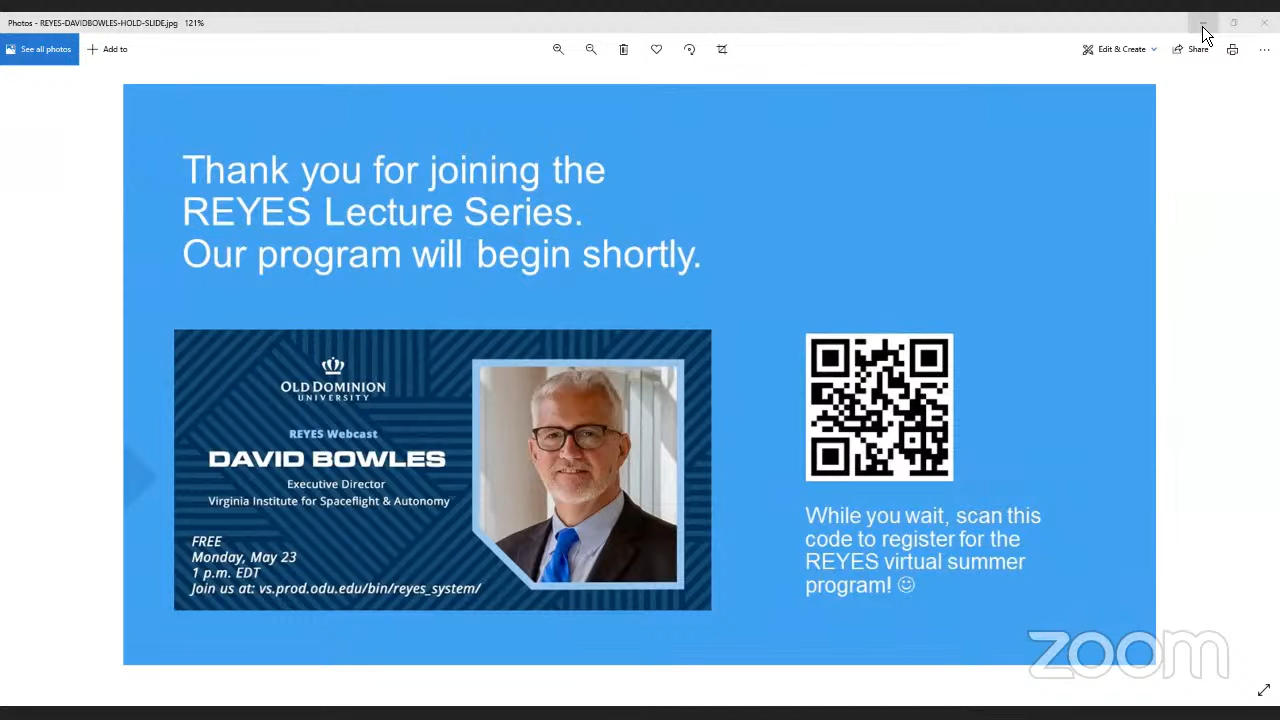 Photos - REYES-DAVIDBOWLES-HOLD-SLIDE.jpg 121%
See all photos
Add to
Edit & Create
Share
Thank you for joining the
REYES Lecture Series.
Our program will begin shortly.
OLD DOMINION
UNIVERSITY
REYES Webcast
DAVID BOWLES
Executive Director
Virginia Institute for Spaceflight & Autonomy
FREE
Monday, May 23
1 p.m. EDT
Join us at: vs.prod.odu.edu/bin/reyes_system/
While you wait, scan this
code to register for the
REYES virtual summer
program! ☺
zoom